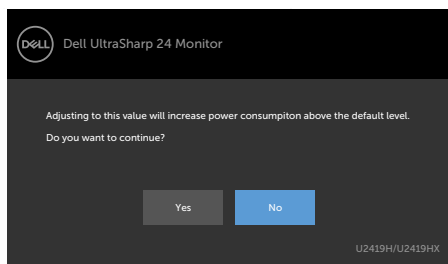 DELL
Dell UltraSharp 24 Monitor
Adjusting to this value will increase power consumpiton above the default level.
Do you want to continue?
Yes
No
U2419H/U2419HX